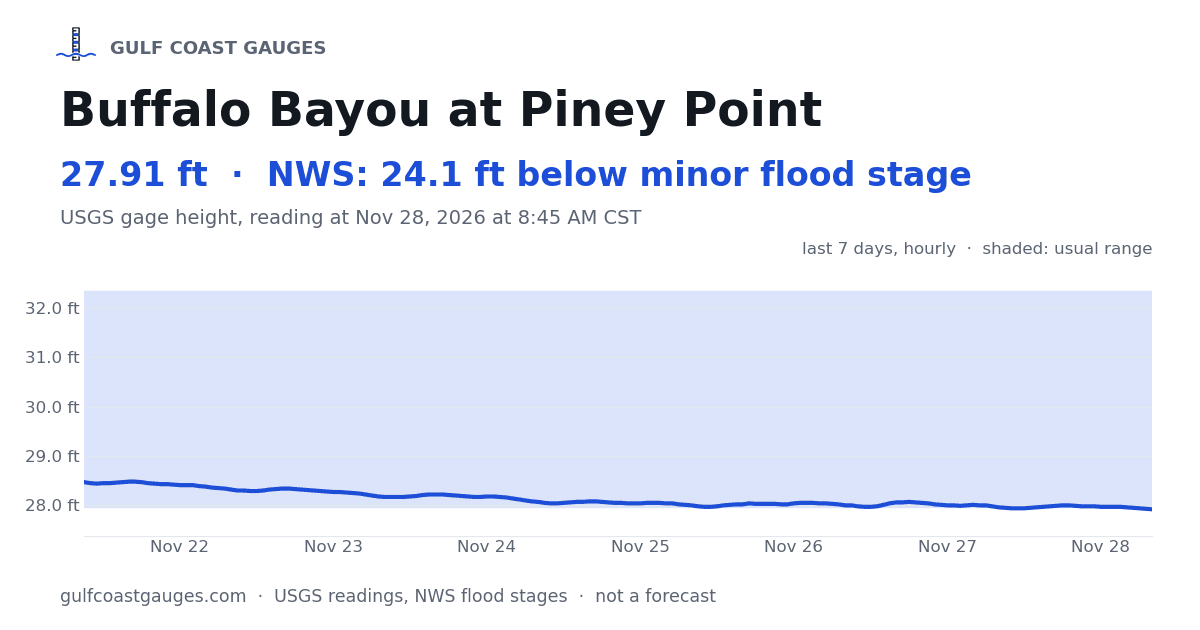 GULF COAST GAUGES
Buffalo Bayou at Piney Point
27.91 ft · NWS: 24.1 ft below minor flood stage
USGS gage height, reading at Nov 28, 2026 at 8:45 AM CST
last 7 days, hourly · shaded: usual range
32.0 ft
31.0 ft
30.0 ft
29.0 ft
28.0 ft
Nov 22 Nov 23 Nov 24 Nov 25 Nov 26 Nov 27 Nov 28
gulfcoastgauges.com · USGS readings, NWS flood stages · not a forecast